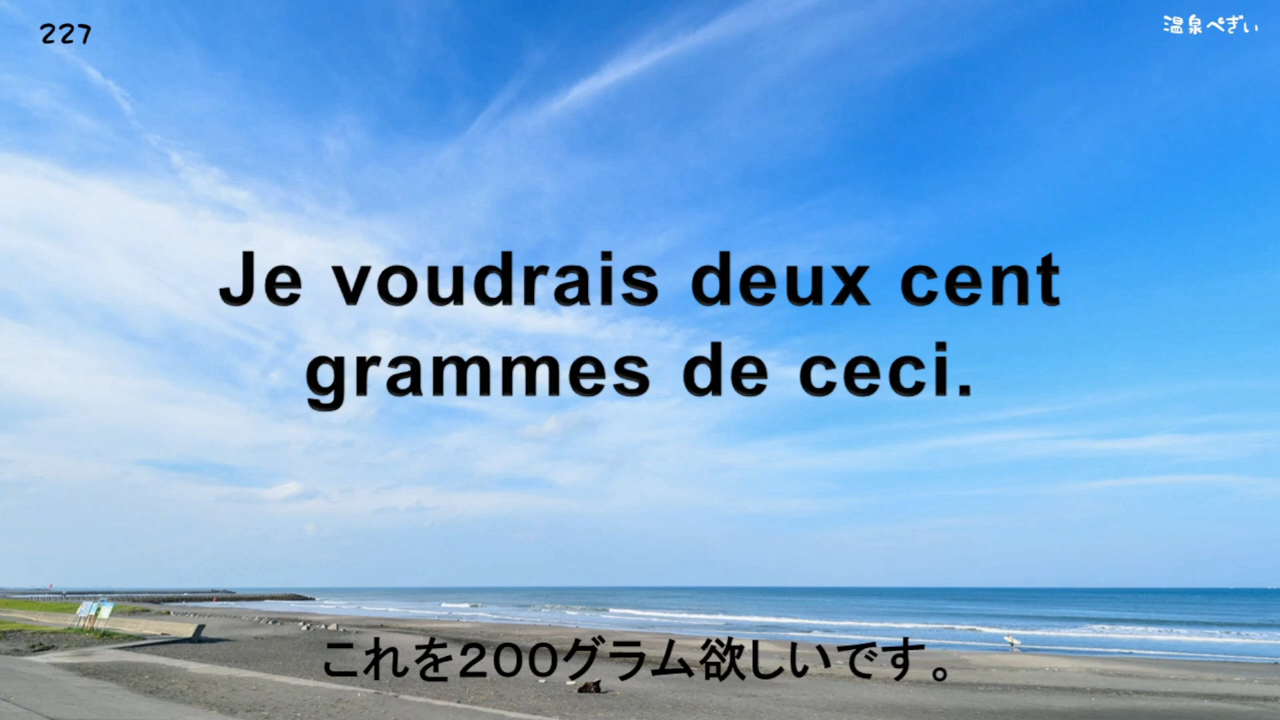 227
温泉ぺぎぃ
Je voudrais deux cent
grammes de ceci.
これを200グラム欲しいです。